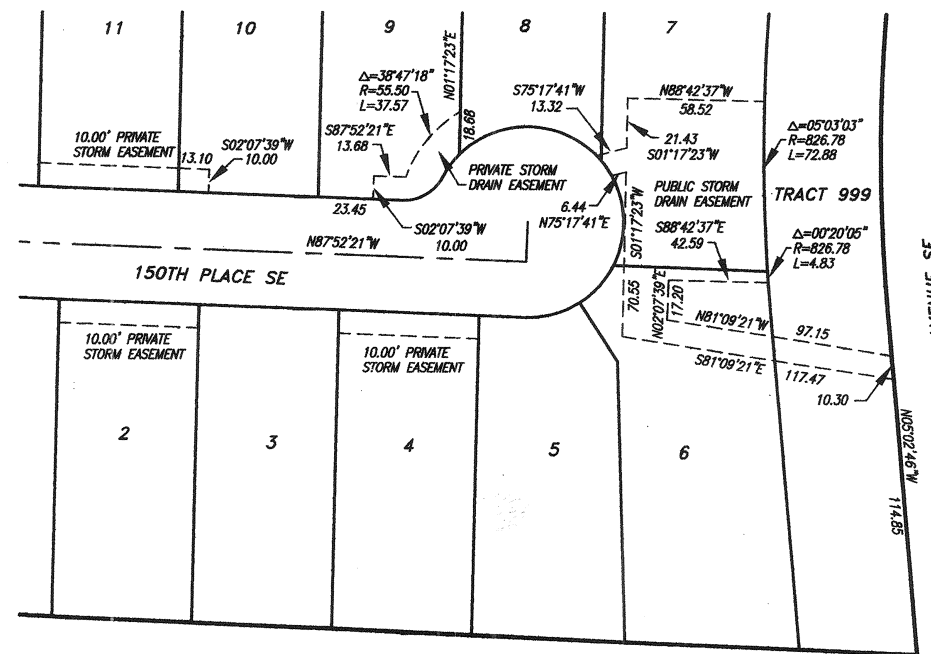 11
10
9
8
7
Δ=38°47'18"
R=55.50
L=37.57
N01°17'23"E
18.68
S75°17'41"W
13.32
N88°42'37"W
58.52
21.43
S01°17'23"W
Δ=05°03'03"
R=826.78
L=72.88
10.00' PRIVATE
STORM EASEMENT
13.10
S02°07'39"W
10.00
S87°52'21"E
13.68
PRIVATE STORM
DRAIN EASEMENT
PUBLIC STORM
DRAIN EASEMENT
TRACT 999
23.45
S02°07'39"W
10.00
6.44
N75°17'41"E
S01°17'23"W
70.55
S88°42'37"E
42.59
Δ=00°20'05"
R=826.78
L=4.83
N87°52'21"W
150TH PLACE SE
N02°07'39"E
17.20
N81°09'21"W
97.15
S81°09'21"E
117.47
10.30
10.00' PRIVATE
STORM EASEMENT
10.00' PRIVATE
STORM EASEMENT
N05°02'46"W
114.85
2
3
4
5
6